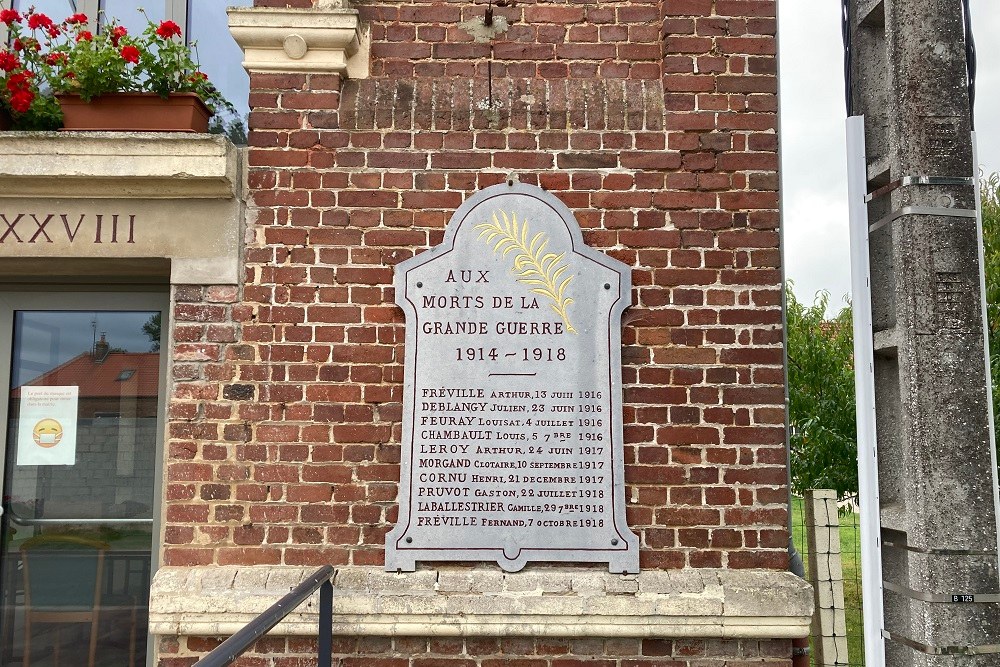 XXVIII
AUX
MORTS DE LA
GRANDE GUERRE
1914-1918
FRÉVILLE ARTHUR, 13 JUIN 1916
DEBLANGY JULIEN, 23 JUIN 1916
FEURAY LOUISAT, 4 JUILLET 1916
CHAMBAULT LOUIS, 5 7BRE 1916
LEROY ARTHUR, 24 JUIN 1917
MORGAND CLOTAIRE, 10 SEPTEMBRE 1917
CORNU HENRI, 21 DECEMBRE 1917
PRUVOT GASTON, 22 JUILLET 1918
LABALLESTRIER CAMILLE, 29 7BRE 1918
FRÉVILLE FERNAND, 7 OCTOBRE 1918
B 125